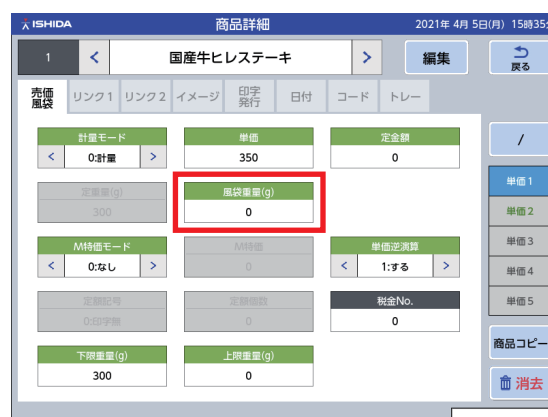 ISHIDA 商品詳細 2021年 4月 5日(月) 15時35
1 < 国産牛ヒレステーキ > 編集 戻る
売価
風袋 リンク1 リンク2 イメージ 印字
発行 日付 コード トレー
計量モード 単価 定金額
< 0:計量 > 350 0
/
定重量(g) 風袋重量(g)
300 0
単価1
単価2
M特価モード M特価 単価逆演算
< 0:なし > 0 < 1:する >
単価3
単価4
定額記号 定額個数 税金No.
0:印字無 0 0
単価5
下限重量(g) 上限重量(g)
300 0
商品コピー
消去